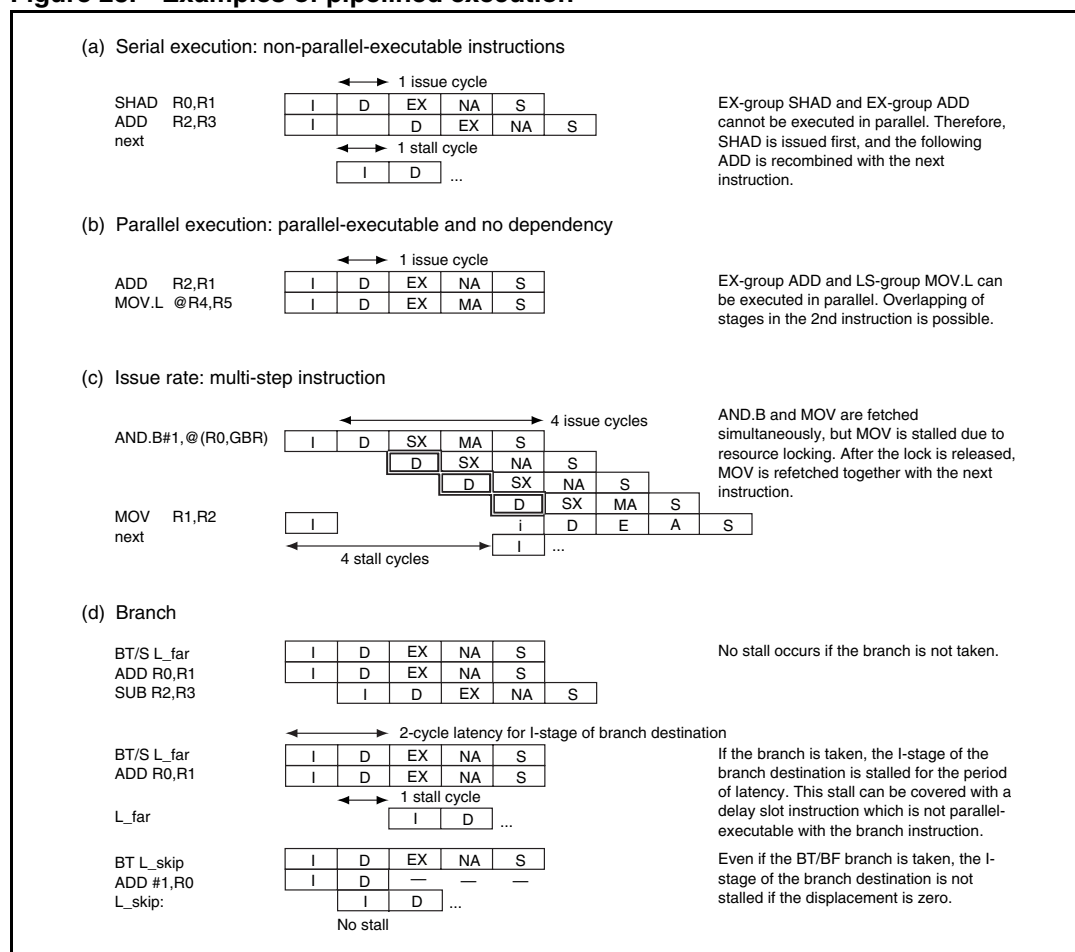 Figure 28. Examples of pipelined execution
(a) Serial execution: non-parallel-executable instructions
1 issue cycle
SHAD R0,R1 I D EX NA S
ADD R2,R3 I D EX NA S
next
1 stall cycle
I D ...
EX-group SHAD and EX-group ADD
cannot be executed in parallel. Therefore,
SHAD is issued first, and the following
ADD is recombined with the next
instruction.
(b) Parallel execution: parallel-executable and no dependency
1 issue cycle
ADD R2,R1 I D EX NA S
MOV.L @R4,R5 I D EX MA S
EX-group ADD and LS-group MOV.L can
be executed in parallel. Overlapping of
stages in the 2nd instruction is possible.
(c) Issue rate: multi-step instruction
4 issue cycles
AND.B#1,@(R0,GBR) I D SX MA S
D SX NA S
D SX NA S
D SX MA S
MOV R1,R2 I i D E A S
next I ...
4 stall cycles
AND.B and MOV are fetched
simultaneously, but MOV is stalled due to
resource locking. After the lock is released,
MOV is refetched together with the next
instruction.
(d) Branch
BT/S L_far I D EX NA S
ADD R0,R1 I D EX NA S
SUB R2,R3 I D EX NA S
No stall occurs if the branch is not taken.
2-cycle latency for I-stage of branch destination
BT/S L_far I D EX NA S
ADD R0,R1 I D EX NA S
1 stall cycle
L_far I D ...
If the branch is taken, the I-stage of the
branch destination is stalled for the period
of latency. This stall can be covered with a
delay slot instruction which is not parallel-
executable with the branch instruction.
BT L_skip I D EX NA S
ADD #1,R0 I D — — —
L_skip: I D ...
No stall
Even if the BT/BF branch is taken, the I-
stage of the branch destination is not
stalled if the displacement is zero.